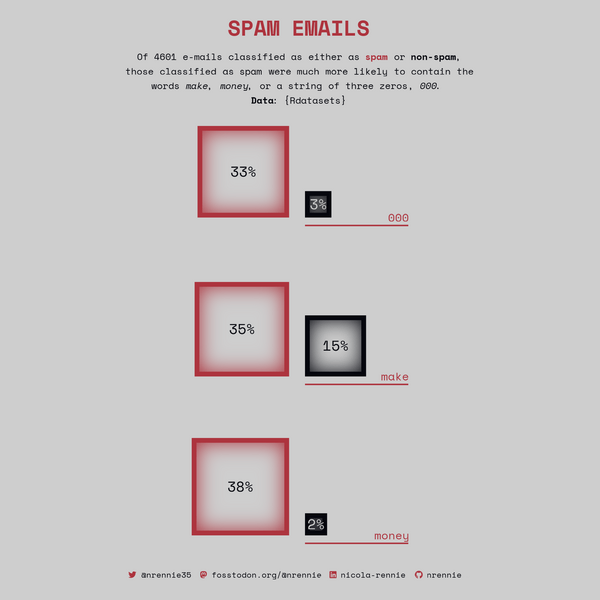 SPAM EMAILS
Of 4601 e-mails classified as either as spam or non-spam,
those classified as spam were much more likely to contain the
words make, money, or a string of three zeros, 000.
Data: {Rdatasets}
33%
3%
000
35%
15%
make
38%
2%
money
@nrennie35 fosstodon.org/@nrennie nicola-rennie nrennie